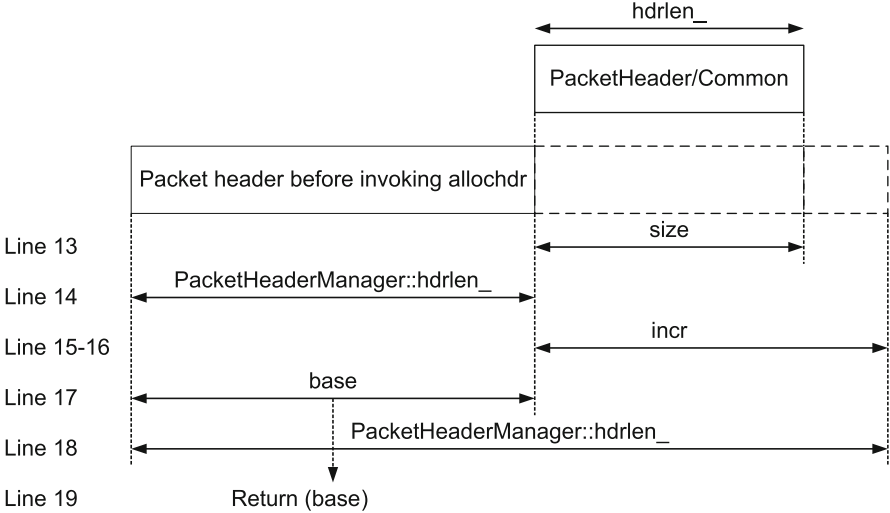 hdrlen_
PacketHeader/Common
Packet header before invoking allochdr
Line 13
size
Line 14
PacketHeaderManager::hdrlen_
Line 15-16
incr
Line 17
base
Line 18
PacketHeaderManager::hdrlen_
Line 19
Return (base)